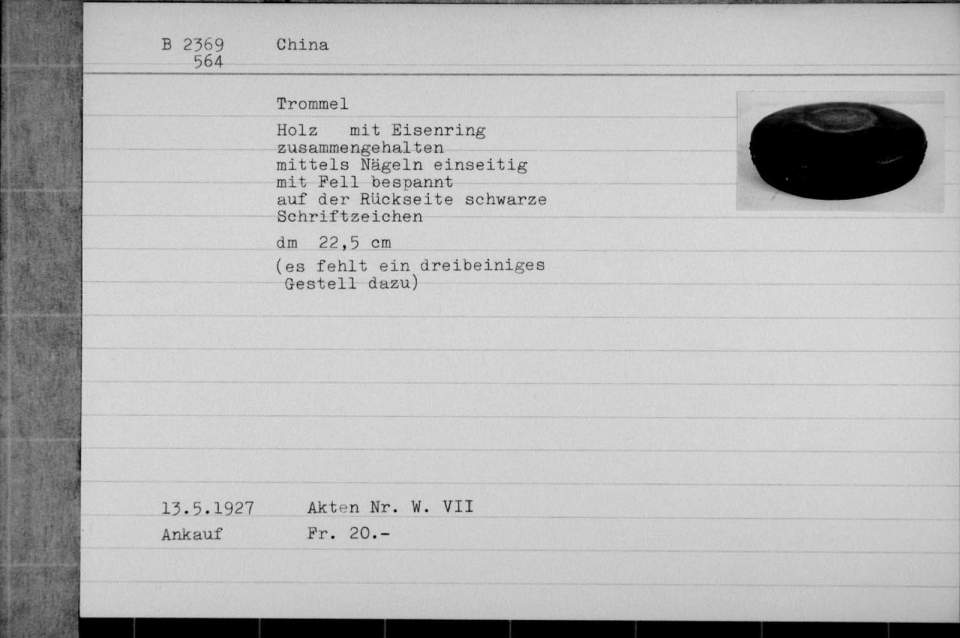 B 2369 China
564
Trommel
Holz mit Eisenring
zusammengehalten
mittels Nägeln einseitig
mit Fell bespannt
auf der Rückseite schwarze
Schriftzeichen
dm 22,5 cm
(es fehlt ein dreibeiniges
Gestell dazu)
13.5.1927 Akten Nr. W. VII
Ankauf Fr. 20.-